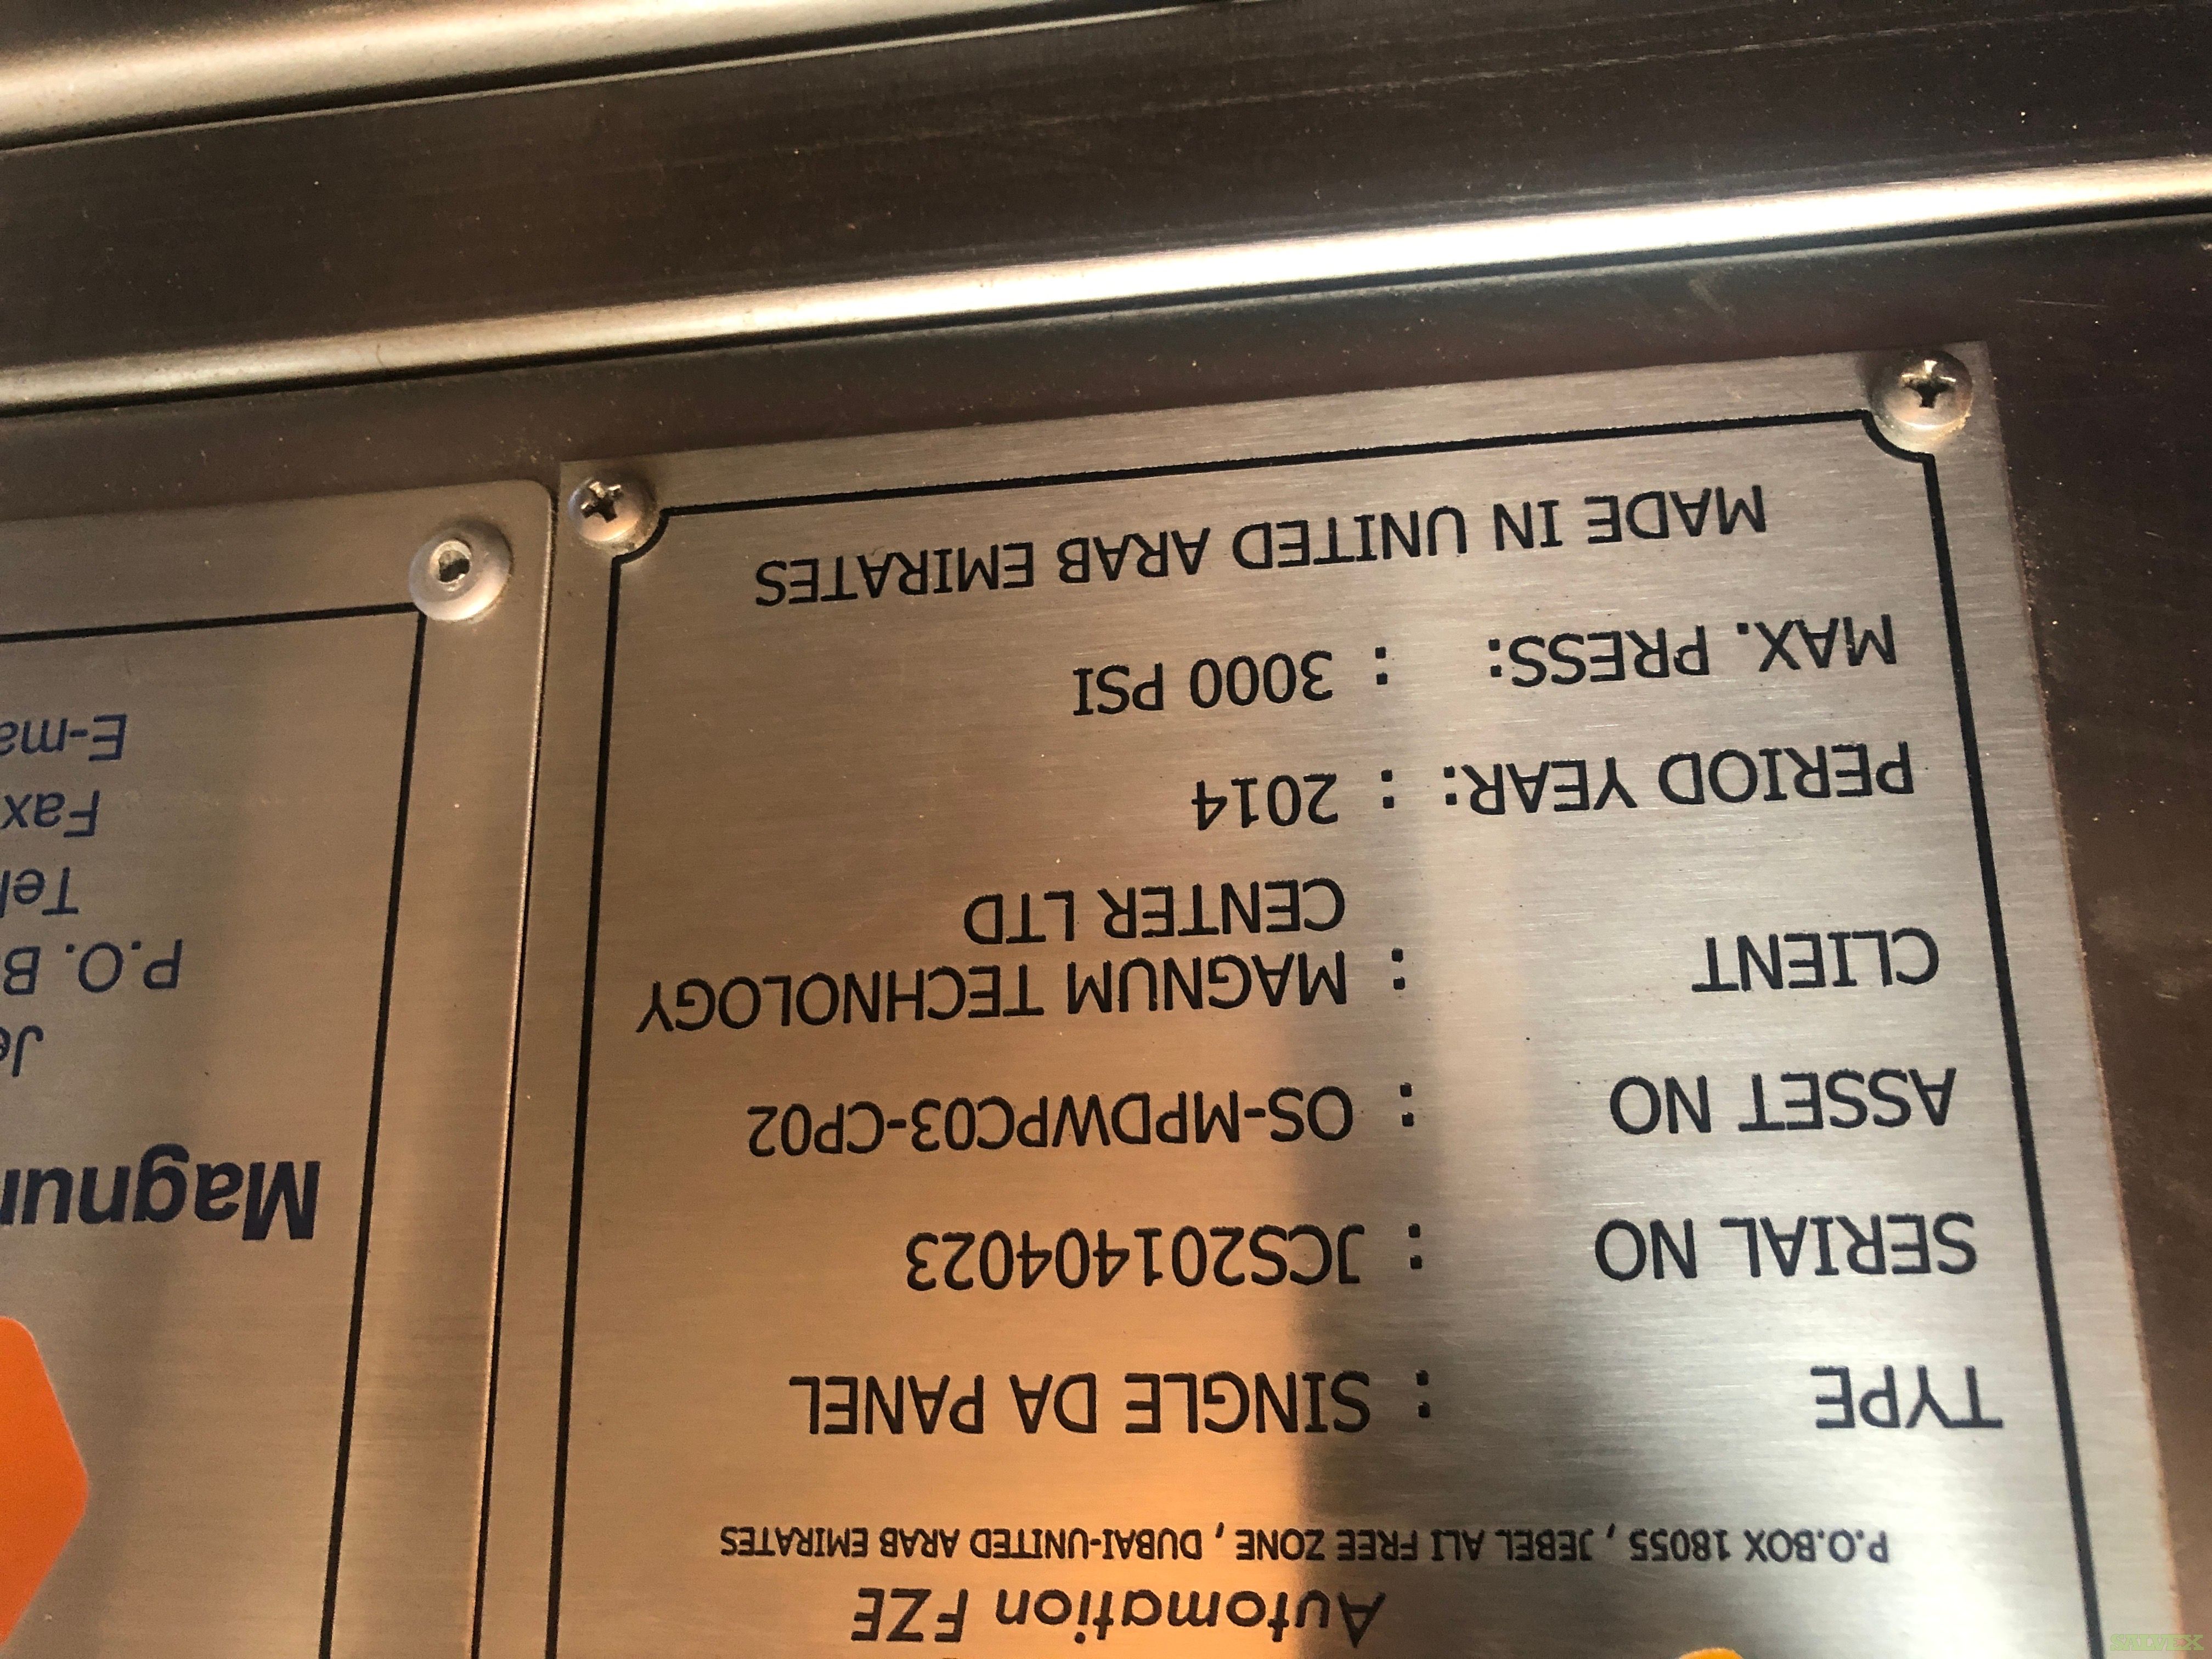 Automation FZE
P.O.BOX 18055 , JEBEL ALI FREE ZONE , DUBAI-UNITED ARAB EMIRATES
TYPE : SINGLE DA PANEL
SERIAL NO : JCS201404023
ASSET NO : OS-MPDWPC03-CP02
CLIENT : MAGNUM TECHNOLOGY
CENTER LTD
PERIOD YEAR: : 2014
MAX. PRESS: : 3000 PSI
MADE IN UNITED ARAB EMIRATES
Magnu
Je
P.O. B
Tel
Fax
E-ma
SALVEX